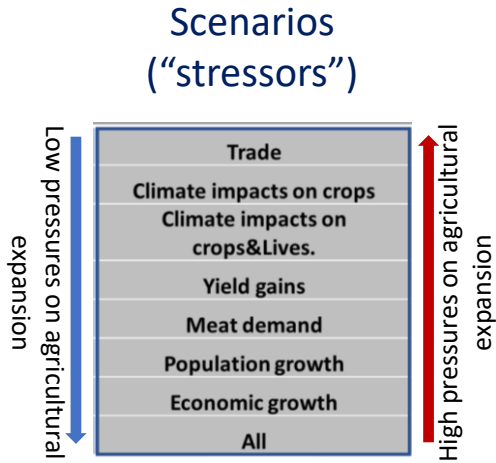 Scenarios
(“stressors”)
Low pressures on agricultural
expansion
Trade
Climate impacts on crops
Climate impacts on
crops&Lives.
Yield gains
Meat demand
Population growth
Economic growth
All
High pressures on agricultural
expansion